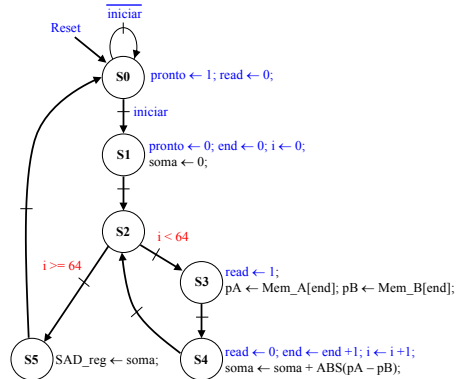 iniciar
Reset
S0
pronto ← 1; read ← 0;
iniciar
S1
pronto ← 0; end ← 0; i ← 0;
soma ← 0;
S2
i < 64
i >= 64
S3
read ← 1;
pA ← Mem_A[end]; pB ← Mem_B[end];
S5
SAD_reg ← soma;
S4
read ← 0; end ← end +1; i ← i +1;
soma ← soma + ABS(pA – pB);